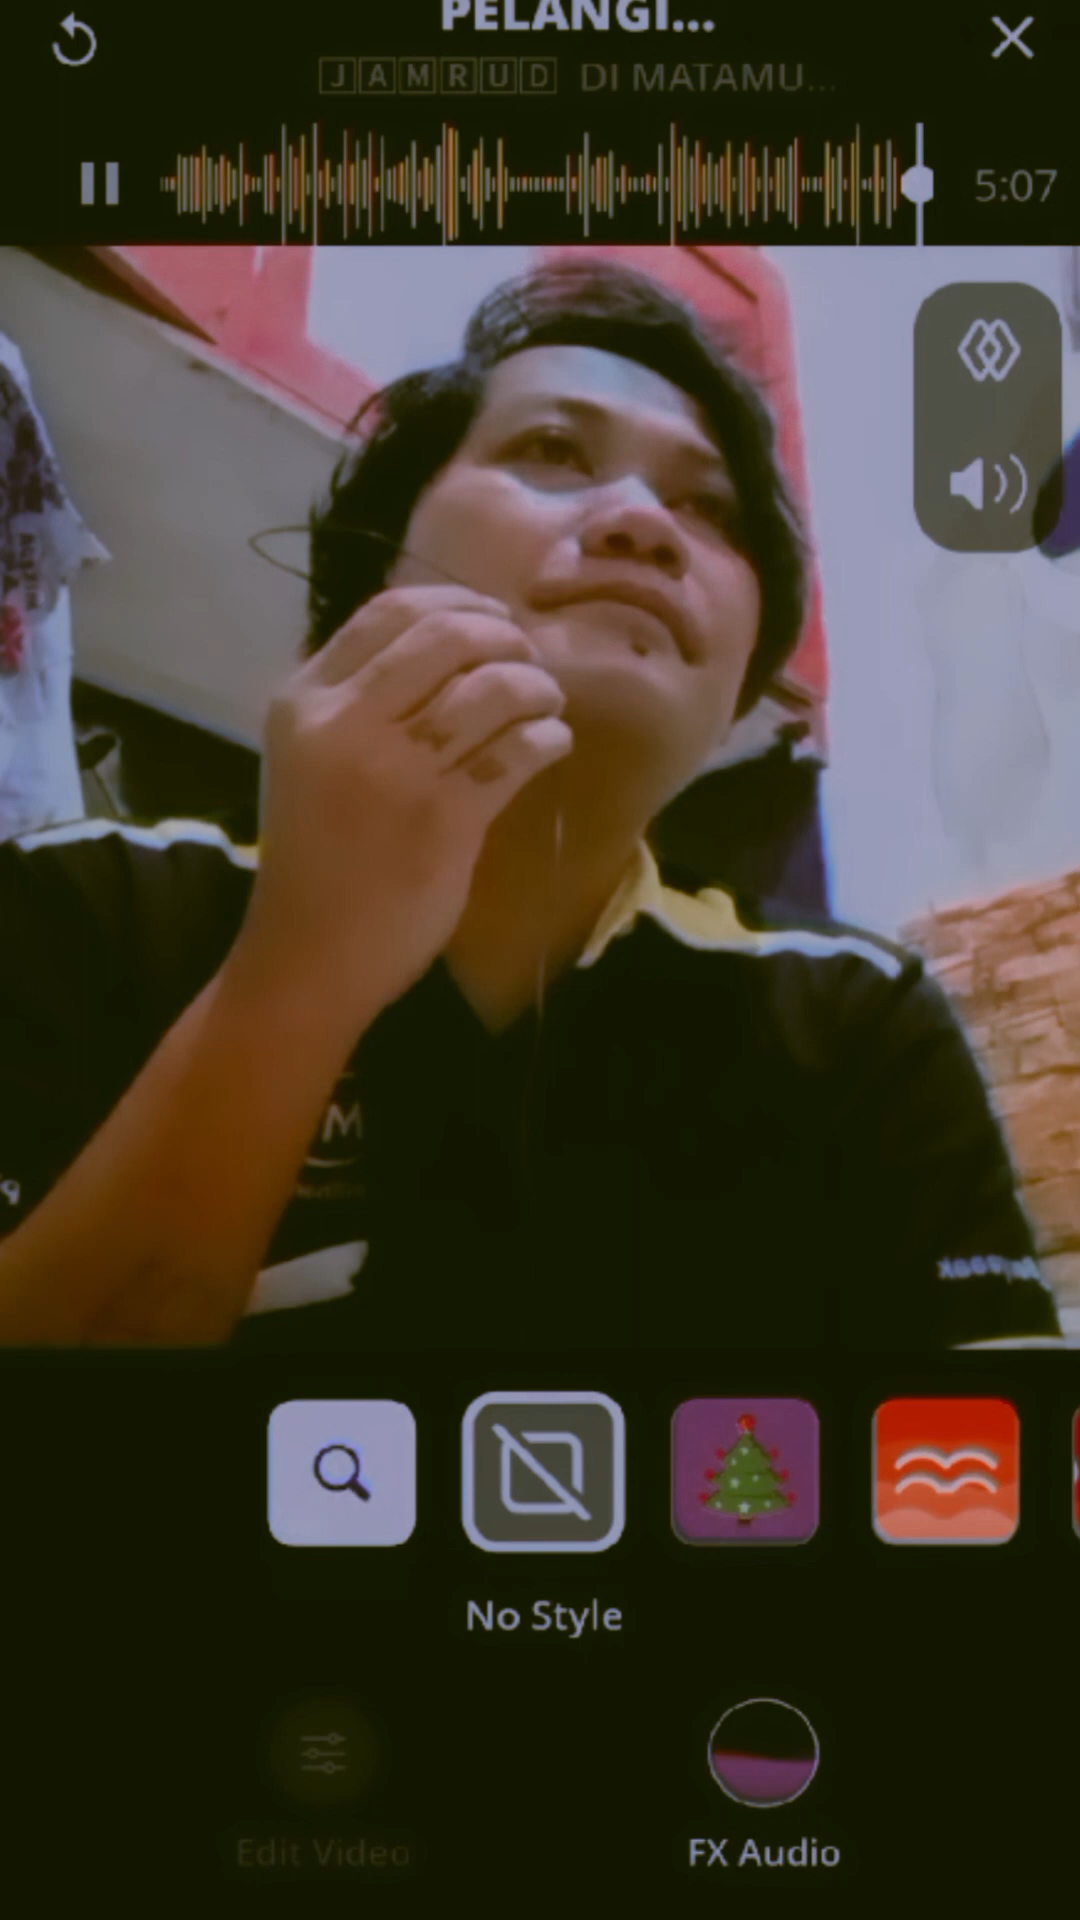 PELANGI...
JAMRUD DI MATAMU...
5:07
M
No Style
Edit Video
FX Audio